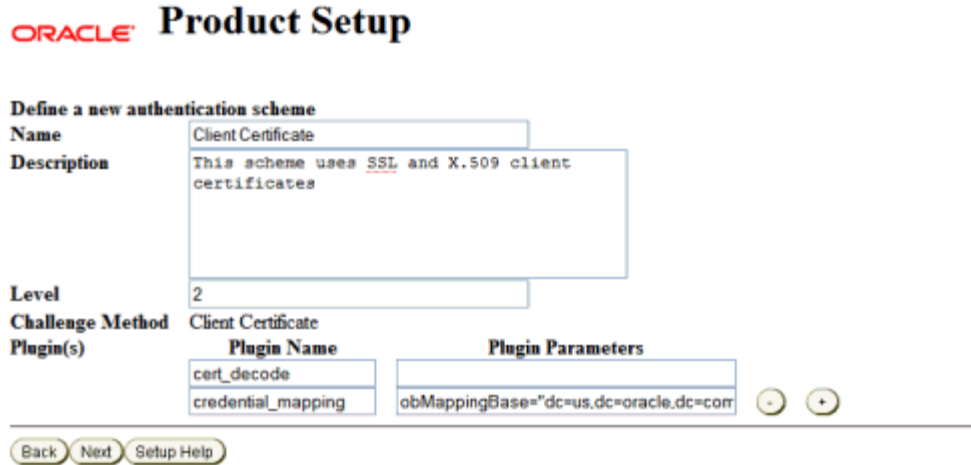 ORACLE Product Setup
Define a new authentication scheme
Name Client Certificate
Description This scheme uses SSL and X.509 client
certificates
Level 2
Challenge Method Client Certificate
Plugin(s) Plugin Name Plugin Parameters
cert_decode
credential_mapping obMappingBase="dc=us,dc=oracle,dc=com - +
Back Next Setup Help